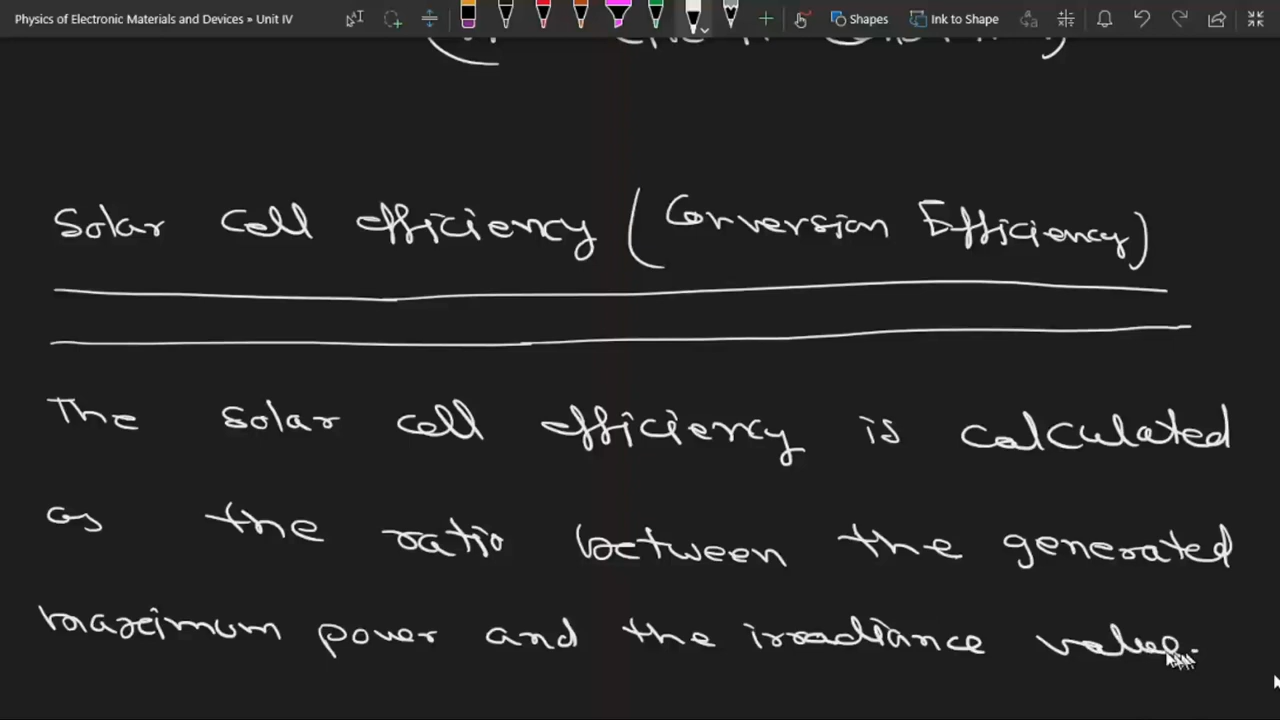 Physics of Electronic Materials and Devices » Unit IV
Shapes
Ink to Shape
Solar cell efficiency (Conversion Efficiency)
The solar cell efficiency is calculated
as the ratio between the generated
maximum power and the irradiance value.